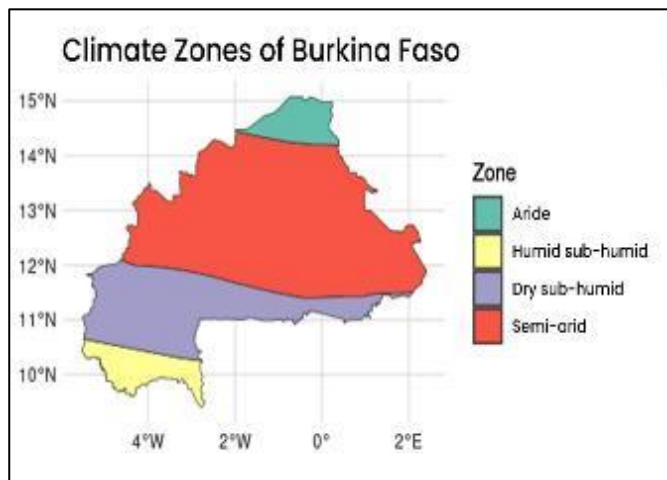 Climate Zones of Burkina Faso
15°N
14°N
13°N
12°N
11°N
10°N
4°W 2°W 0° 2°E
Zone
Aride
Humid sub-humid
Dry sub-humid
Semi-arid